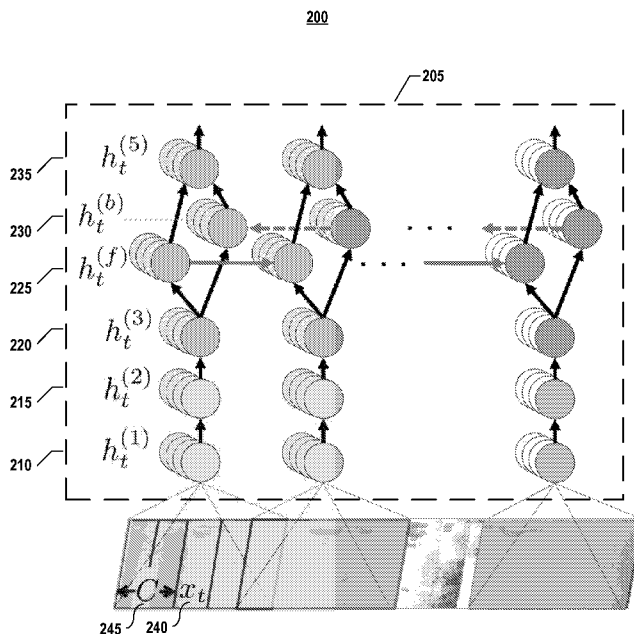 200
205
235 h_t^{(5)}
230 h_t^{(b)}
225 h_t^{(f)}
220 h_t^{(3)}
215 h_t^{(2)}
210 h_t^{(1)}
C x_t
245 240